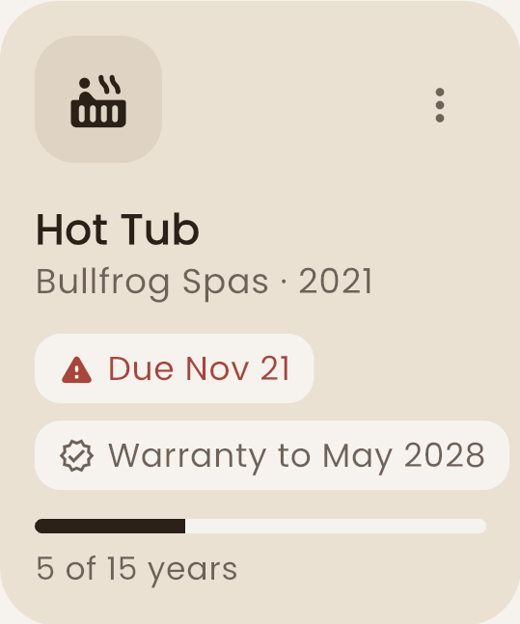 Hot Tub
Bullfrog Spas · 2021
Due Nov 21
Warranty to May 2028
5 of 15 years